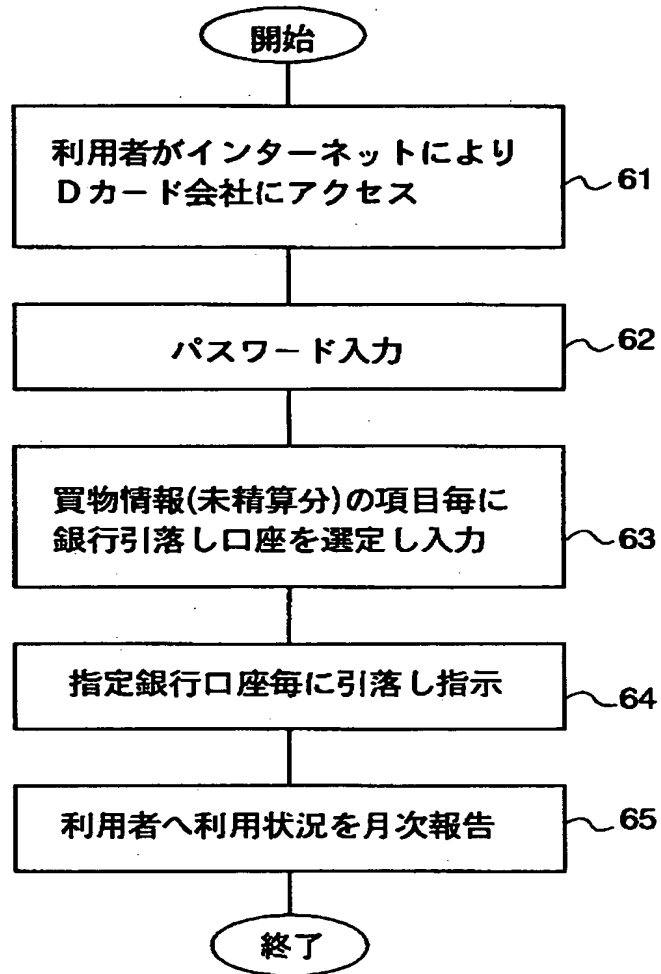 開始
利用者がインターネットにより
Dカード会社にアクセス
61
パスワード入力
62
買物情報(未精算分)の項目毎に
銀行引落し口座を選定し入力
63
指定銀行口座毎に引落し指示
64
利用者へ利用状況を月次報告
65
終了